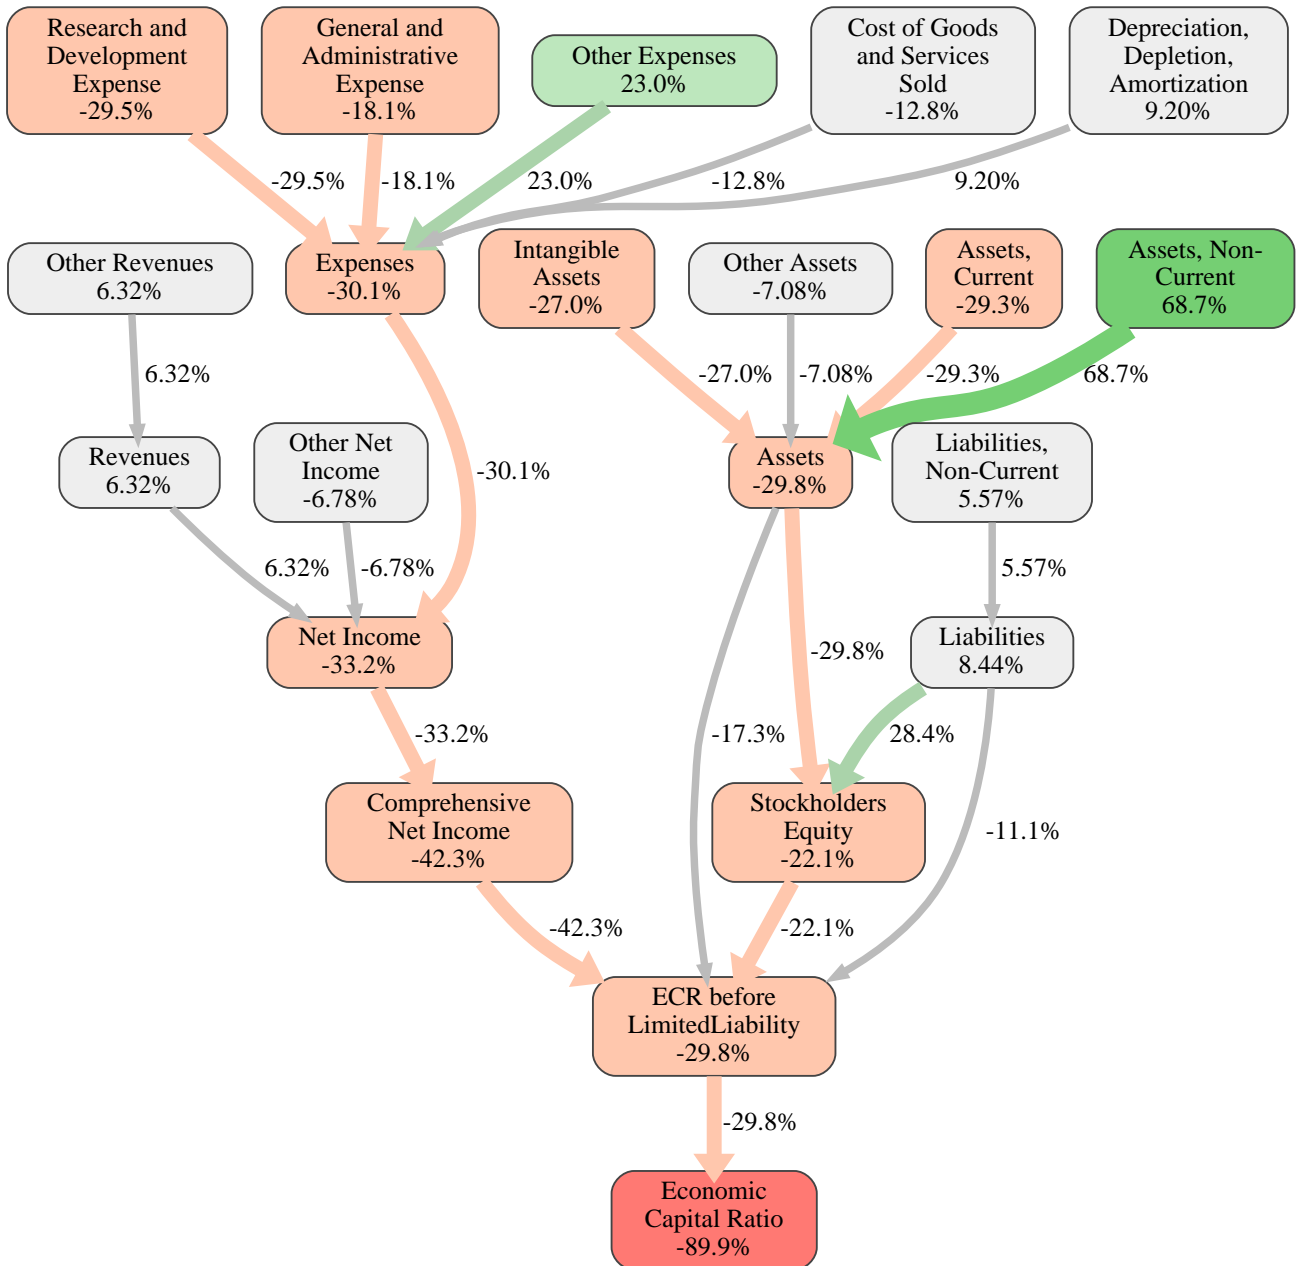 Research and
Development
Expense
-29.5%
General and
Administrative
Expense
-18.1%
Other Expenses
23.0%
Cost of Goods
and Services
Sold
-12.8%
Depreciation,
Depletion,
Amortization
9.20%
-29.5%
-18.1%
23.0%
-12.8%
9.20%
Other Revenues
6.32%
Expenses
-30.1%
Intangible
Assets
-27.0%
Other Assets
-7.08%
Assets,
Current
-29.3%
Assets, Non-
Current
68.7%
6.32%
-27.0%
-7.08%
-29.3%
68.7%
Revenues
6.32%
Other Net
Income
-6.78%
-30.1%
Assets
-29.8%
Liabilities,
Non-Current
5.57%
6.32%
-6.78%
5.57%
Net Income
-33.2%
-29.8%
Liabilities
8.44%
-33.2%
-17.3%
28.4%
Comprehensive
Net Income
-42.3%
Stockholders
Equity
-22.1%
-11.1%
-42.3%
-22.1%
ECR before
LimitedLiability
-29.8%
-29.8%
Economic
Capital Ratio
-89.9%